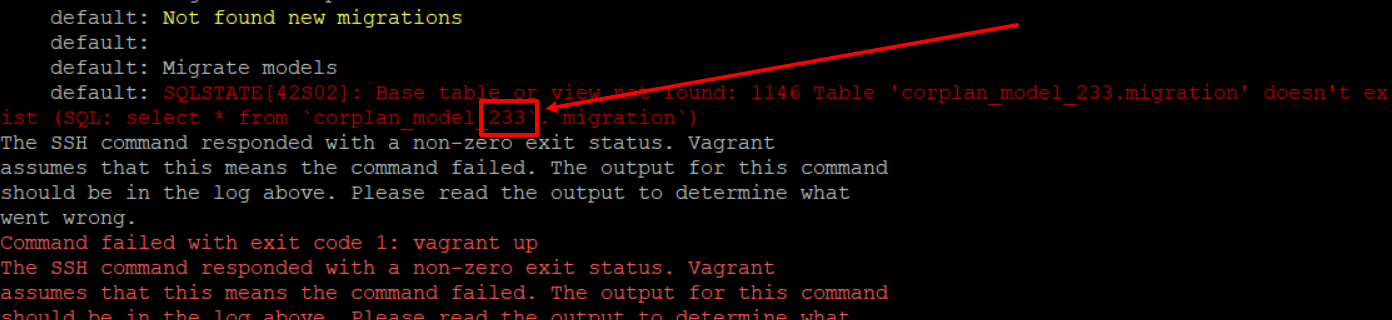 default: Not found new migrations
default:
default: Migrate models
default: SQLSTATE[42S02]: Base table or view not found: 1146 Table 'corplan_model_233.migration' doesn't ex
ist (SQL: select * from `corplan_model_233`.`migration`)
The SSH command responded with a non-zero exit status. Vagrant
assumes that this means the command failed. The output for this command
should be in the log above. Please read the output to determine what
went wrong.
Command failed with exit code 1: vagrant up
The SSH command responded with a non-zero exit status. Vagrant
assumes that this means the command failed. The output for this command
should be in the log above. Please read the output to determine what